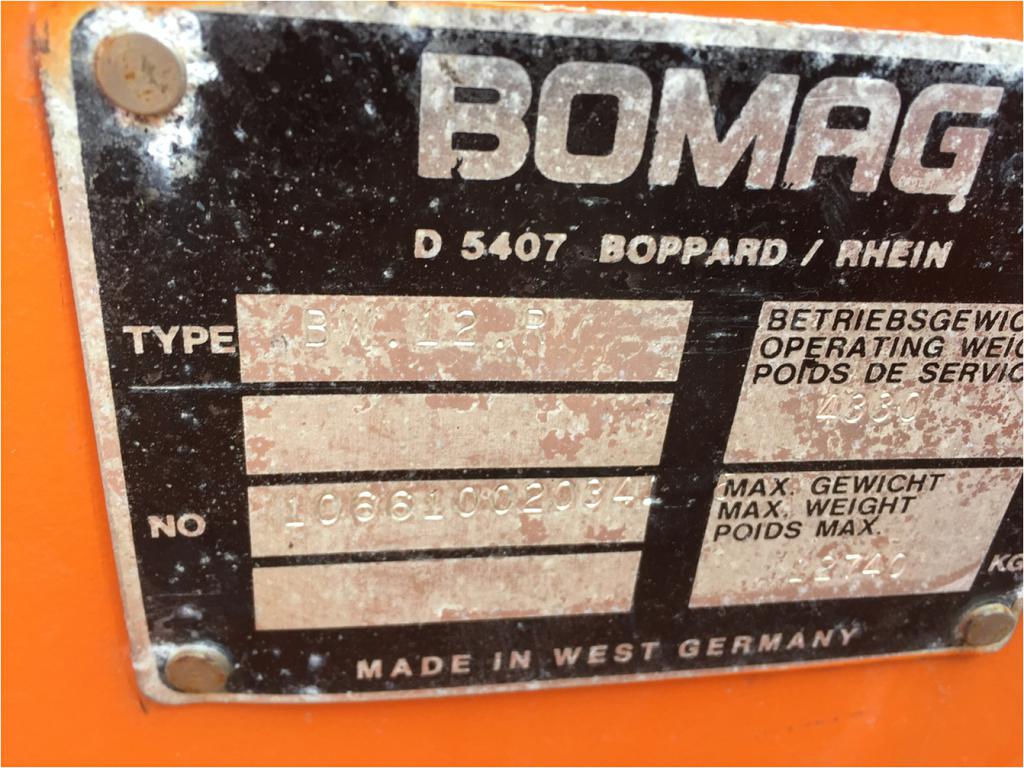 BOMAG
D 5407 BOPPARD / RHEIN
TYPE BW.12.R
BETRIEBSGEWIC
OPERATING WEIG
POIDS DE SERVIC
4330
NO
MAX. GEWICHT
MAX. WEIGHT
POIDS MAX.
12740 KG
MADE IN WEST GERMANY